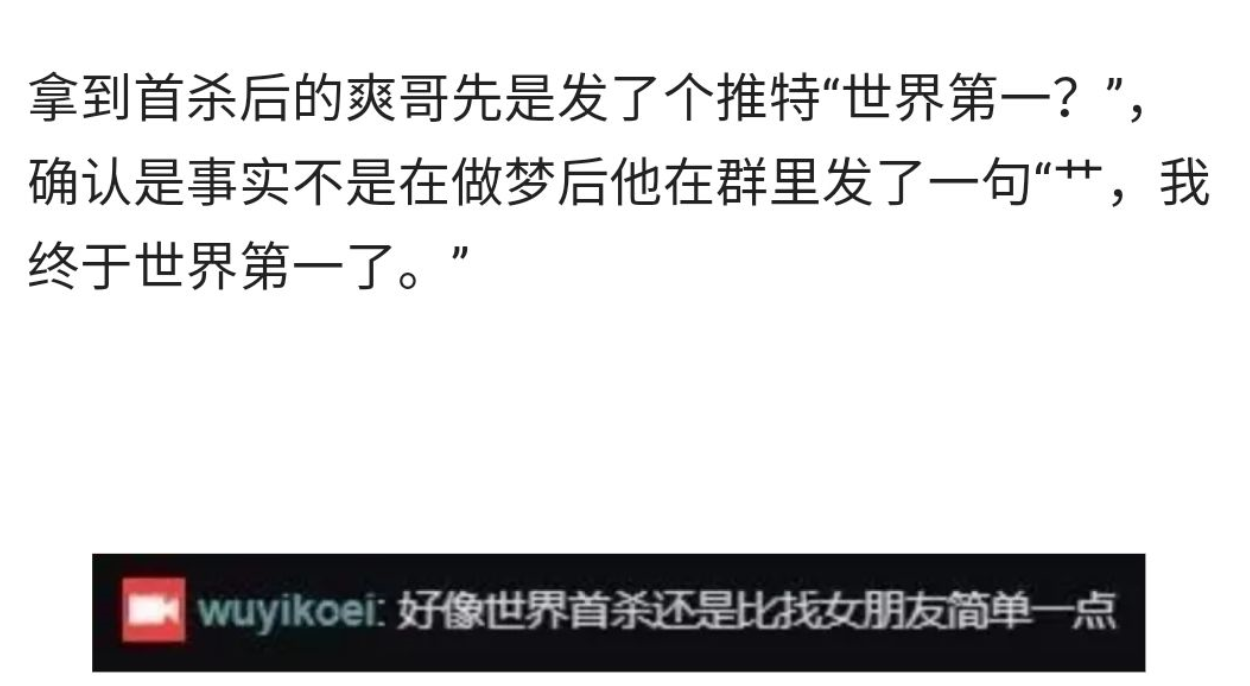 拿到首杀后的爽哥先是发了个推特“世界第一？”，
确认是事实不是在做梦后他在群里发了一句“艹，我
终于世界第一了。”
wuyikoei: 好像世界首杀还是比找女朋友简单一点